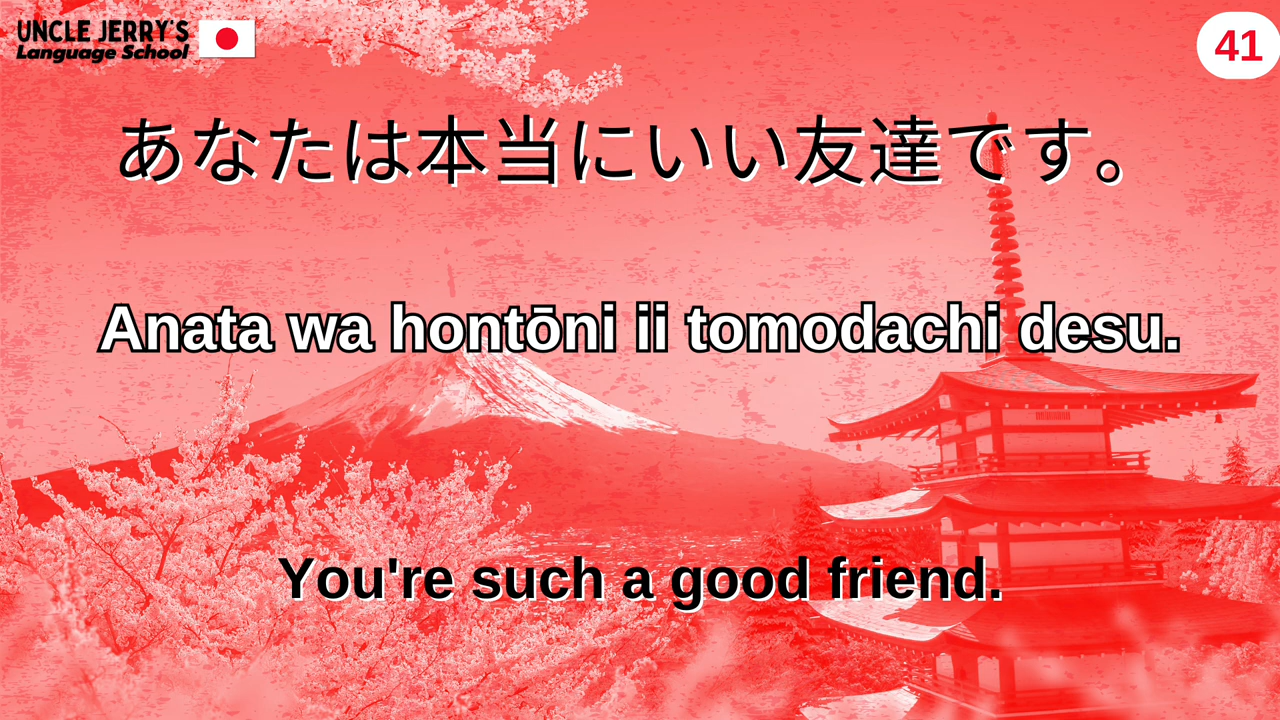 UNCLE JERRY'S
Language School
41
あなたは本当にいい友達です。
Anata wa hontōni ii tomodachi desu.
You're such a good friend.